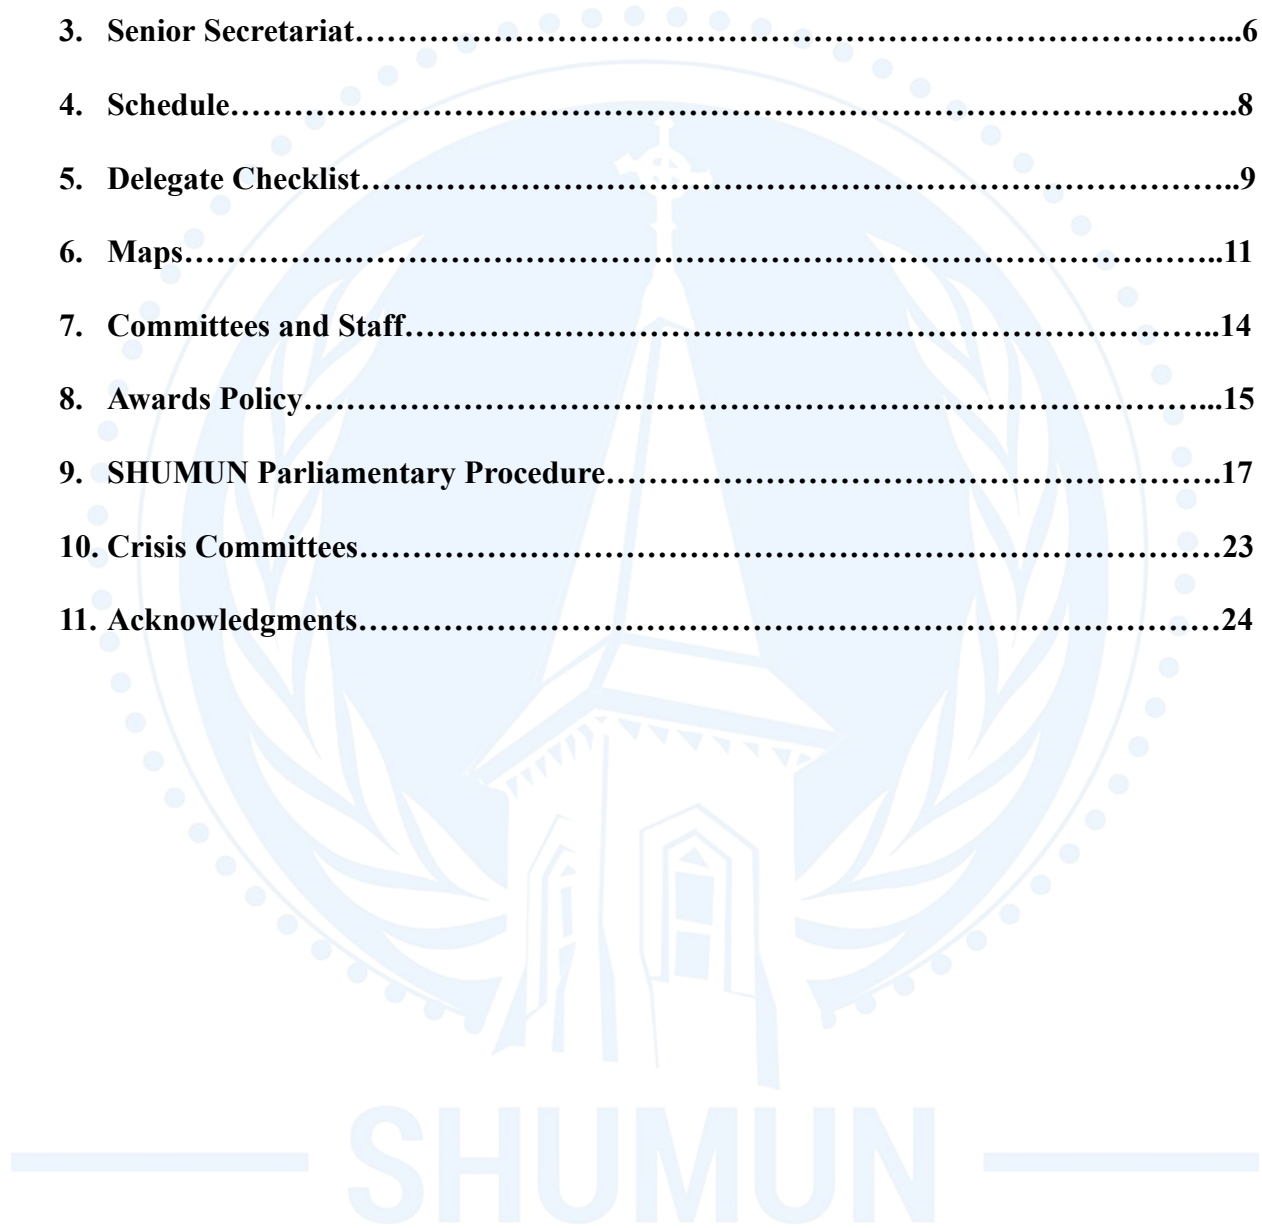 3. Senior Secretariat……………………………………………………………………...6
4. Schedule…………………………………………………………………………………..8
5. Delegate Checklist………………………………………………………………………..9
6. Maps……………………………………………………………………………………..11
7. Committees and Staff…………………………………………………………………..14
8. Awards Policy…………………………………………………………………………...15
9. SHUMUN Parliamentary Procedure………………………………………………….17
10. Crisis Committees………………………………………………………………………23
11. Acknowledgments………………………………………………………………………24
SHUMUN